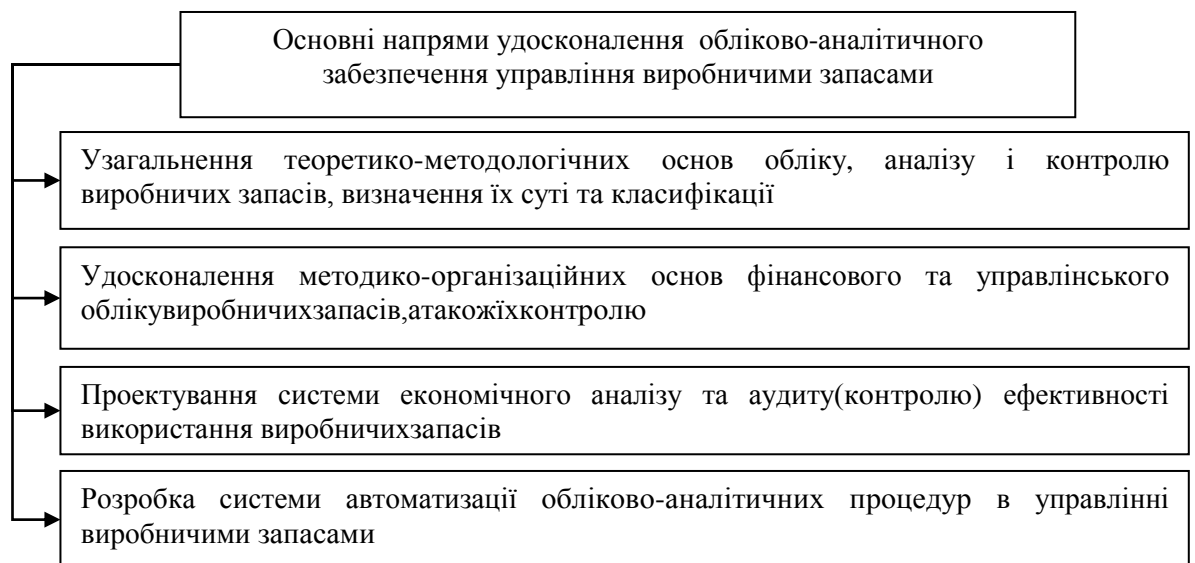 Основні напрями удосконалення обліково-аналітичного
забезпечення управління виробничими запасами
Узагальнення теоретико-методологічних основ обліку, аналізу і контролю
виробничих запасів, визначення їх суті та класифікації
Удосконалення методико-організаційних основ фінансового та управлінського
облікувиробничихзапасів,атакожїхконтролю
Проектування системи економічного аналізу та аудиту(контролю) ефективності
використання виробничихзапасів
Розробка системи автоматизації обліково-аналітичних процедур в управлінні
виробничими запасами